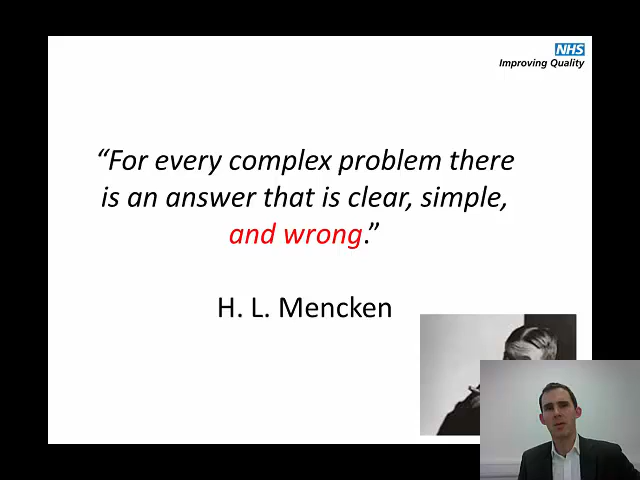 NHS
Improving Quality
“For every complex problem there
is an answer that is clear, simple,
and wrong.”
H. L. Mencken